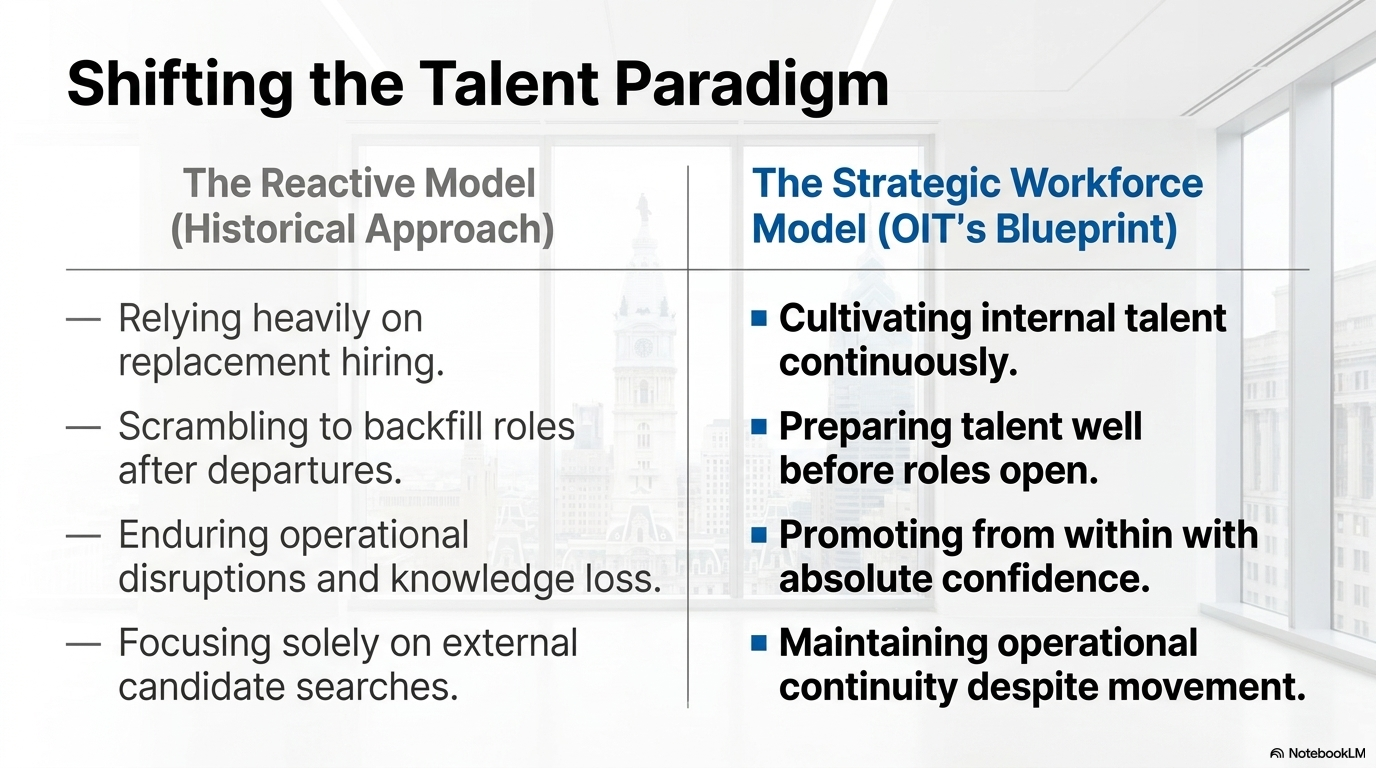 Shifting the Talent Paradigm
The Reactive Model
(Historical Approach)
— Relying heavily on
replacement hiring.
— Scrambling to backfill roles
after departures.
— Enduring operational
disruptions and knowledge loss.
— Focusing solely on external
candidate searches.
The Strategic Workforce
Model (OIT's Blueprint)
▪ Cultivating internal talent
continuously.
▪ Preparing talent well
before roles open.
▪ Promoting from within with
absolute confidence.
▪ Maintaining operational
continuity despite movement.
NotebookLM